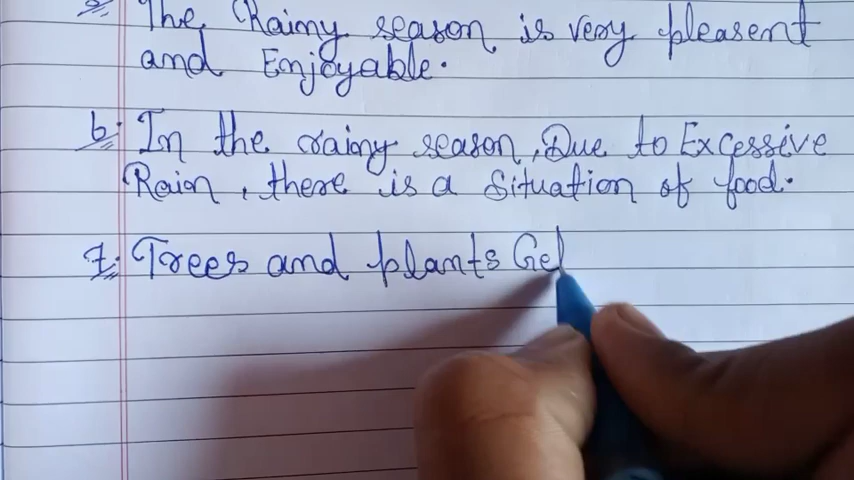 The Rainy season is very pleasent
and Enjoyable.
6. In the rainy season, Due to Excessive
Rain, there is a Situation of food.
7. Trees and plants Get